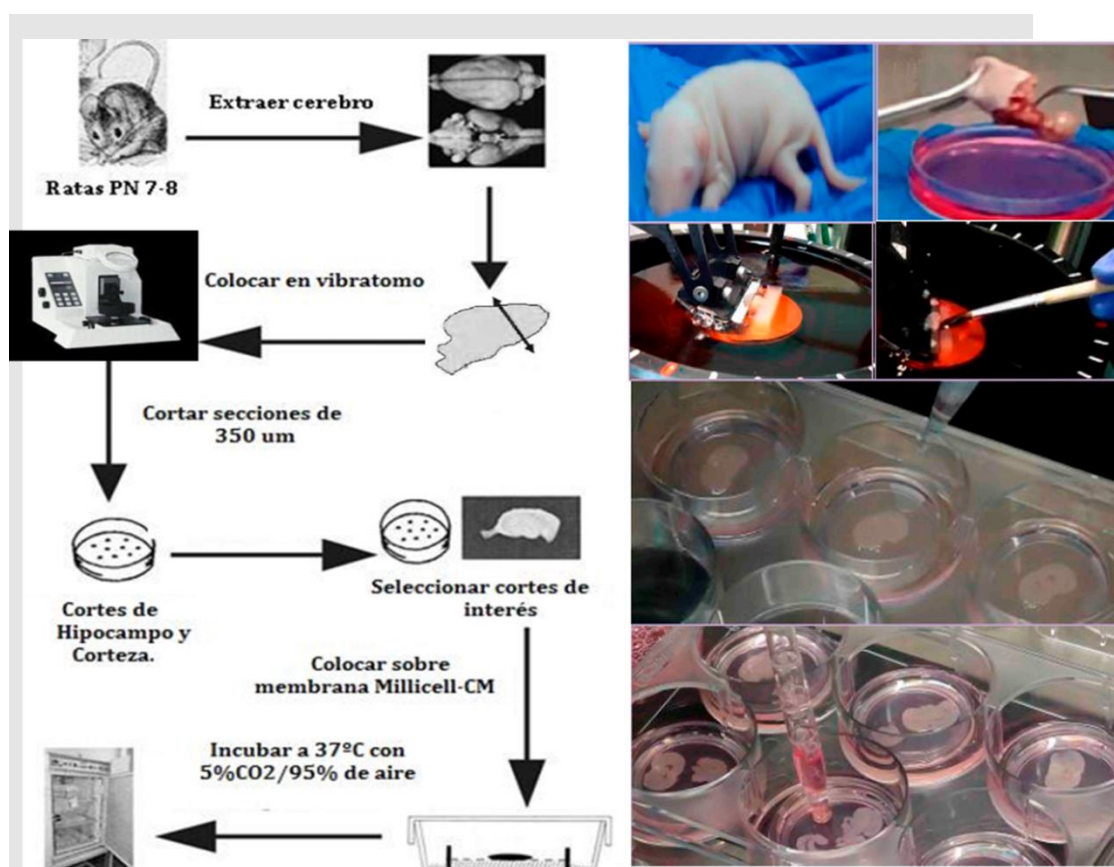 Extraer cerebro
Ratas PN 7-8
Colocar en vibratomo
Cortar secciones de
350 um
Cortes de
Hipocampo y
Corteza.
Seleccionar cortes de
interés
Colocar sobre
membrana Millicell-CM
Incubar a 37ºC con
5%CO2/95% de aire